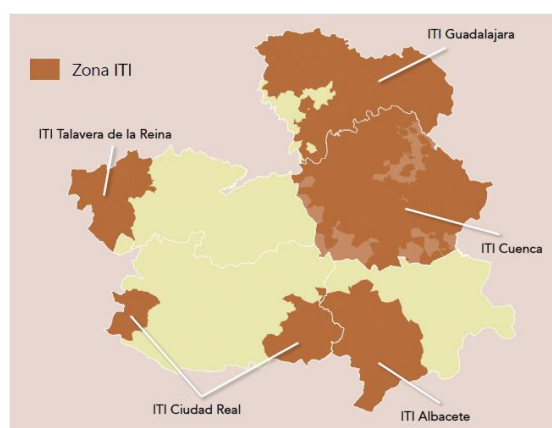 ITI Guadalajara
Zona ITI
ITI Talavera de la Reina
ITI Cuenca
ITI Ciudad Real
ITI Albacete